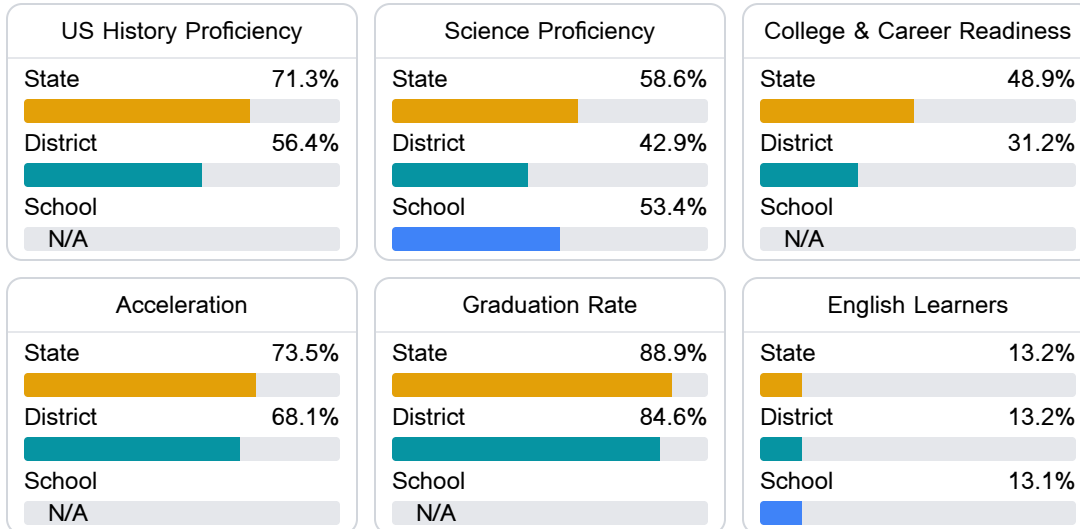 US History Proficiency
State 71.3%
District 56.4%
School
N/A
Science Proficiency
State 58.6%
District 42.9%
School 53.4%
College & Career Readiness
State 48.9%
District 31.2%
School
N/A
Acceleration
State 73.5%
District 68.1%
School
N/A
Graduation Rate
State 88.9%
District 84.6%
School
N/A
English Learners
State 13.2%
District 13.2%
School 13.1%